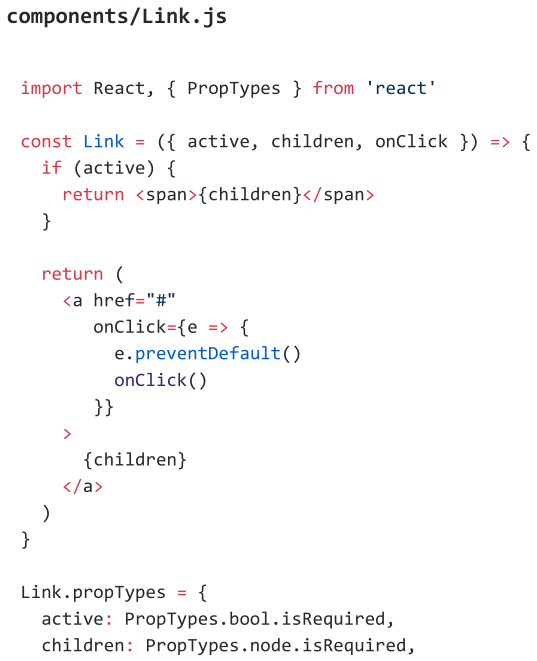 components/Link.js
import React, { PropTypes } from 'react'
const Link = ({ active, children, onClick }) => {
  if (active) {
    return <span>{children}</span>
  }
  return (
    <a href="#"
       onClick={e => {
         e.preventDefault()
         onClick()
       }}
    >
      {children}
    </a>
  )
}
Link.propTypes = {
  active: PropTypes.bool.isRequired,
  children: PropTypes.node.isRequired,